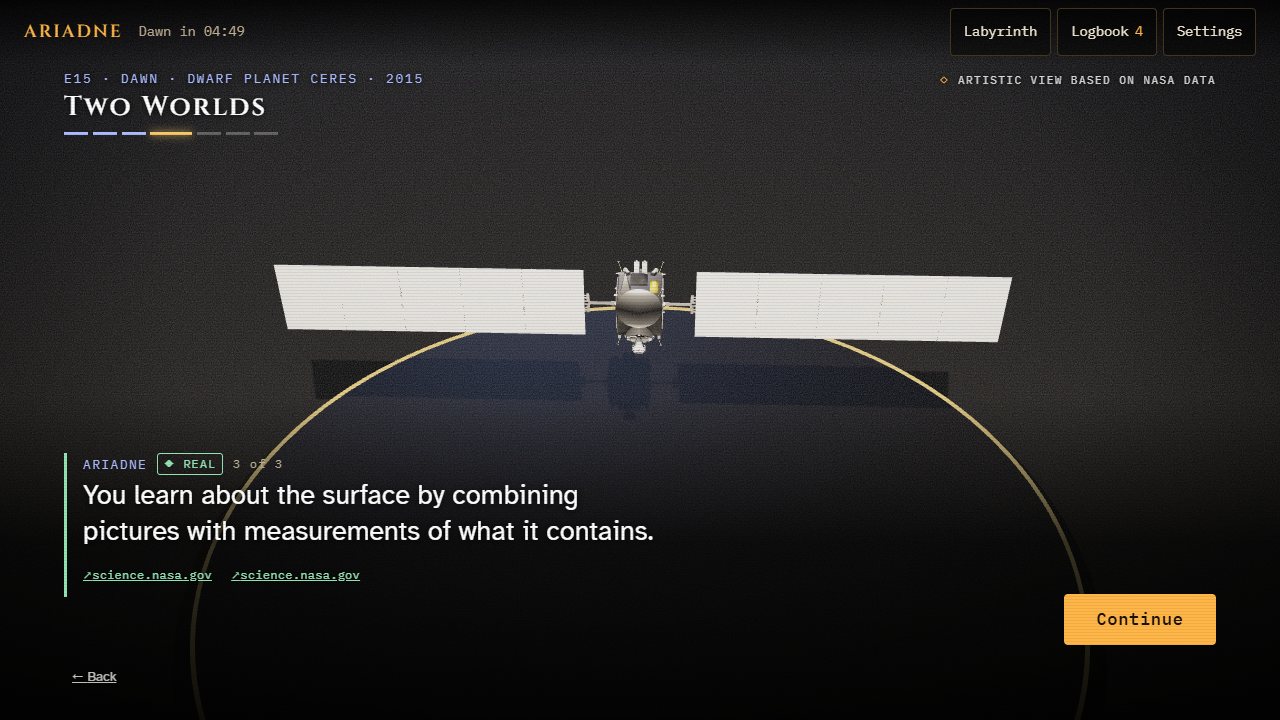 ARIADNE Dawn in 04:49 Labyrinth Logbook 4 Settings
E15 · DAWN · DWARF PLANET CERES · 2015
◇ ARTISTIC VIEW BASED ON NASA DATA
Two Worlds
ARIADNE ◆ REAL 3 of 3
You learn about the surface by combining
pictures with measurements of what it contains.
↗science.nasa.gov ↗science.nasa.gov
Continue
← Back